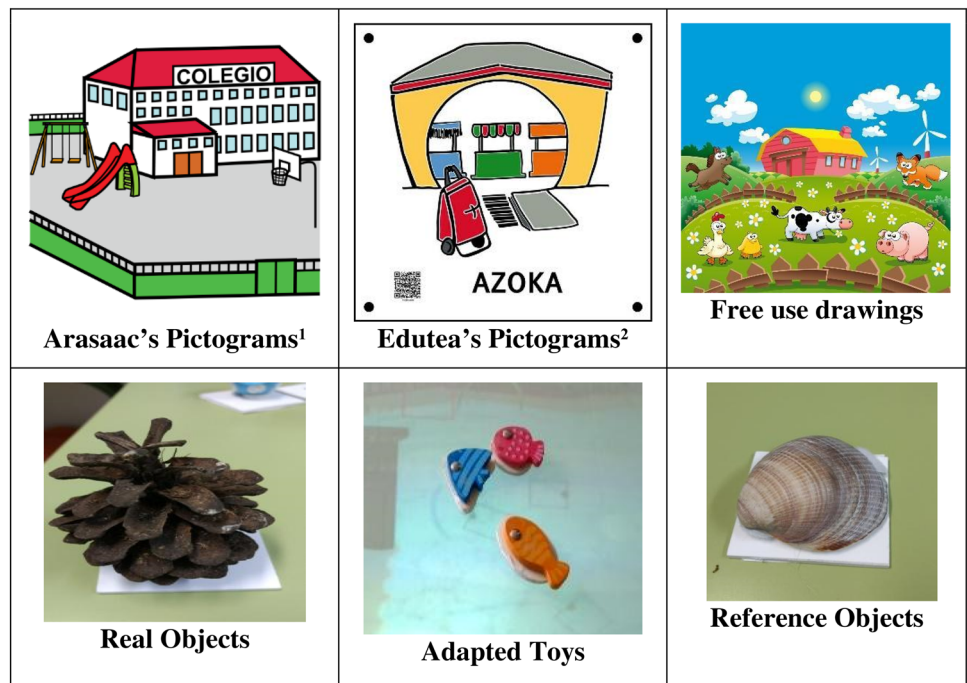 COLEGIO
AZOKA
Arasaac's Pictograms¹
Edutea's Pictograms²
Free use drawings
Real Objects
Adapted Toys
Reference Objects